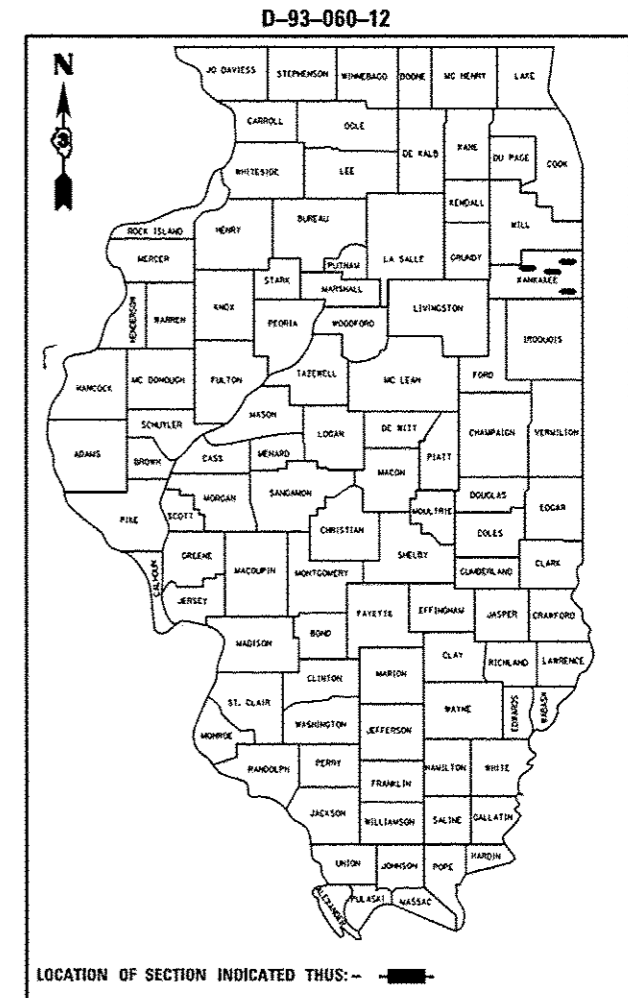 D-93-060-12
N
3
JO DAVIESS STEPHENSON WINNEBAGO BOONE MC HENRY LAKE
CARROLL OGLE DE KALB KANE DU PAGE COOK
WHITESIDE LEE KENDALL WILL
ROCK ISLAND HENRY BUREAU LA SALLE GRUNDY
MERCER STARK PUTNAM MARSHALL KANKAKEE
HENDERSON WARREN KNOX PEORIA WOODFORD LIVINGSTON IROQUOIS
HANCOCK MC DONOUGH FULTON TAZEWELL MC LEAN FORD
SCHUYLER MASON LOGAN DE WITT PIATT CHAMPAIGN VERMILION
ADAMS BROWN CASS MENARD MACON
PIKE SCOTT MORGAN SANGAMON CHRISTIAN MOULTRIE DOUGLAS EDGAR
COLES
CALHOUN GREENE MACOUPIN MONTGOMERY SHELBY CUMBERLAND CLARK
JERSEY FAYETTE EFFINGHAM JASPER CRAWFORD
MADISON BOND
CLINTON MARION CLAY RICHLAND LAWRENCE
ST. CLAIR WASHINGTON WAYNE EDWARDS WABASH
MONROE JEFFERSON
RANDOLPH PERRY HAMILTON WHITE
FRANKLIN
JACKSON WILLIAMSON SALINE GALLATIN
UNION JOHNSON POPE HARDIN
ALEXANDER PULASKI MASSAC
LOCATION OF SECTION INDICATED THUS:-